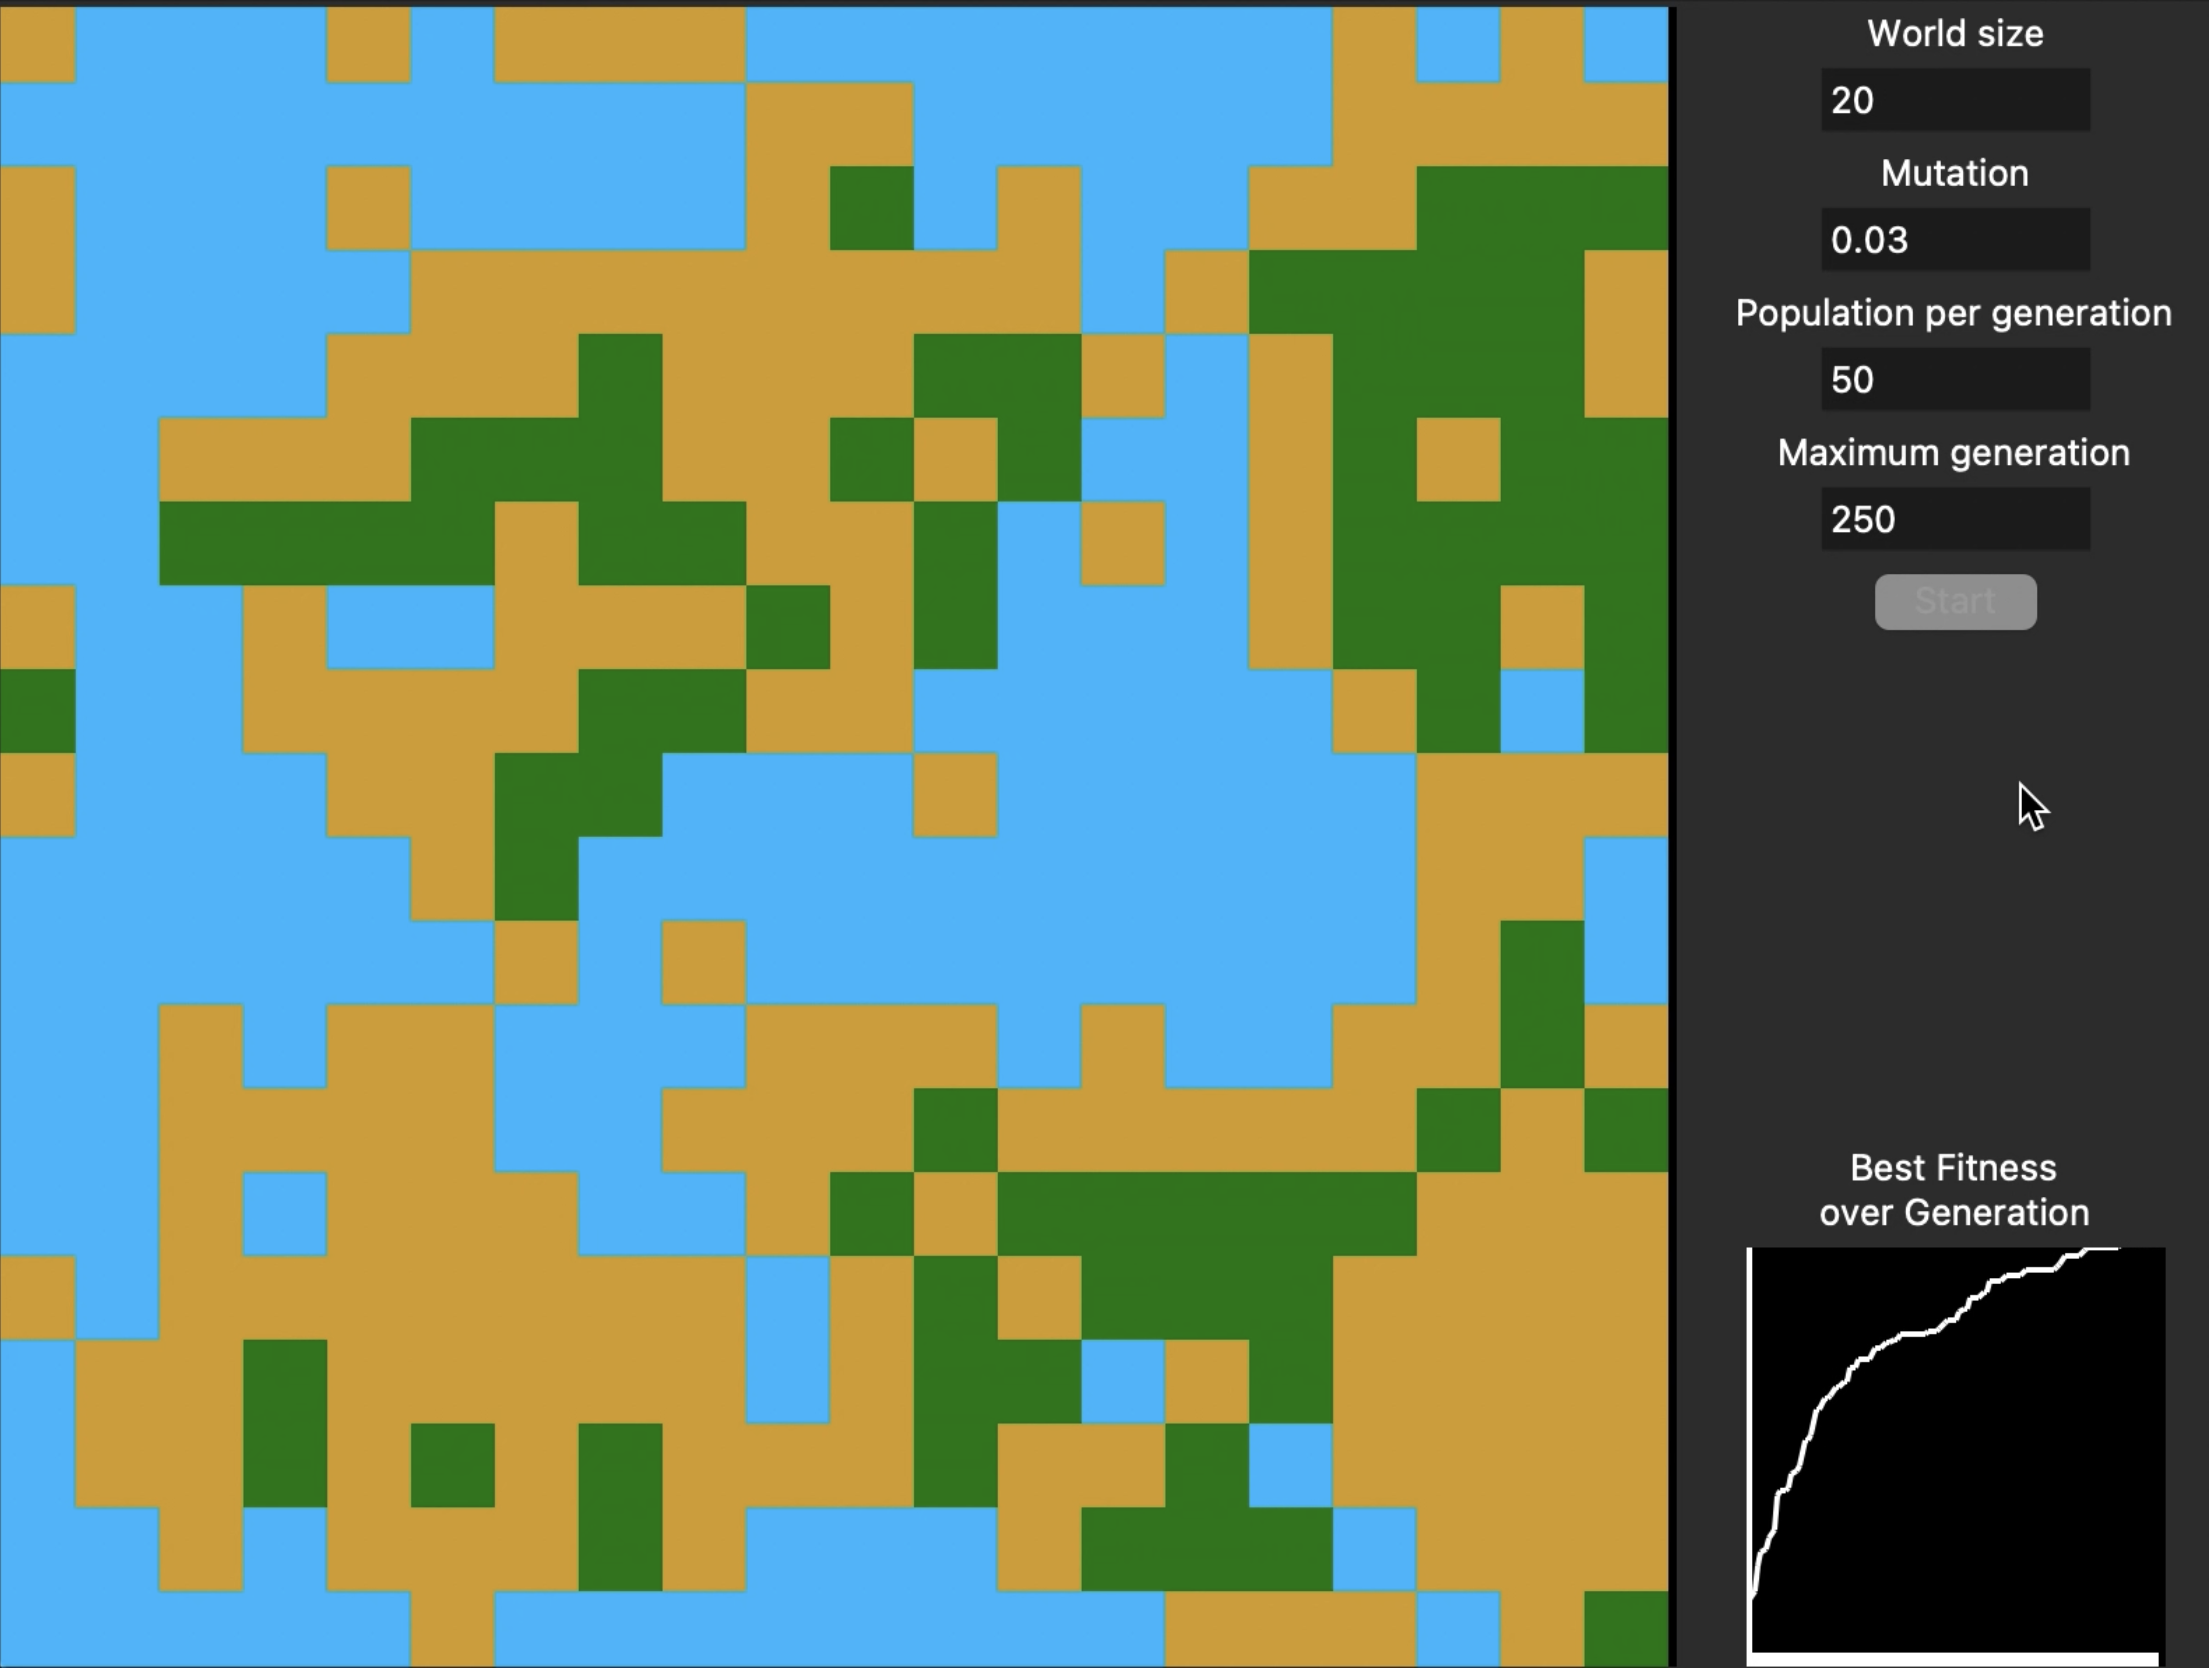 World size
20
Mutation
0.03
Population per generation
50
Maximum generation
250
Start
Best Fitness
over Generation